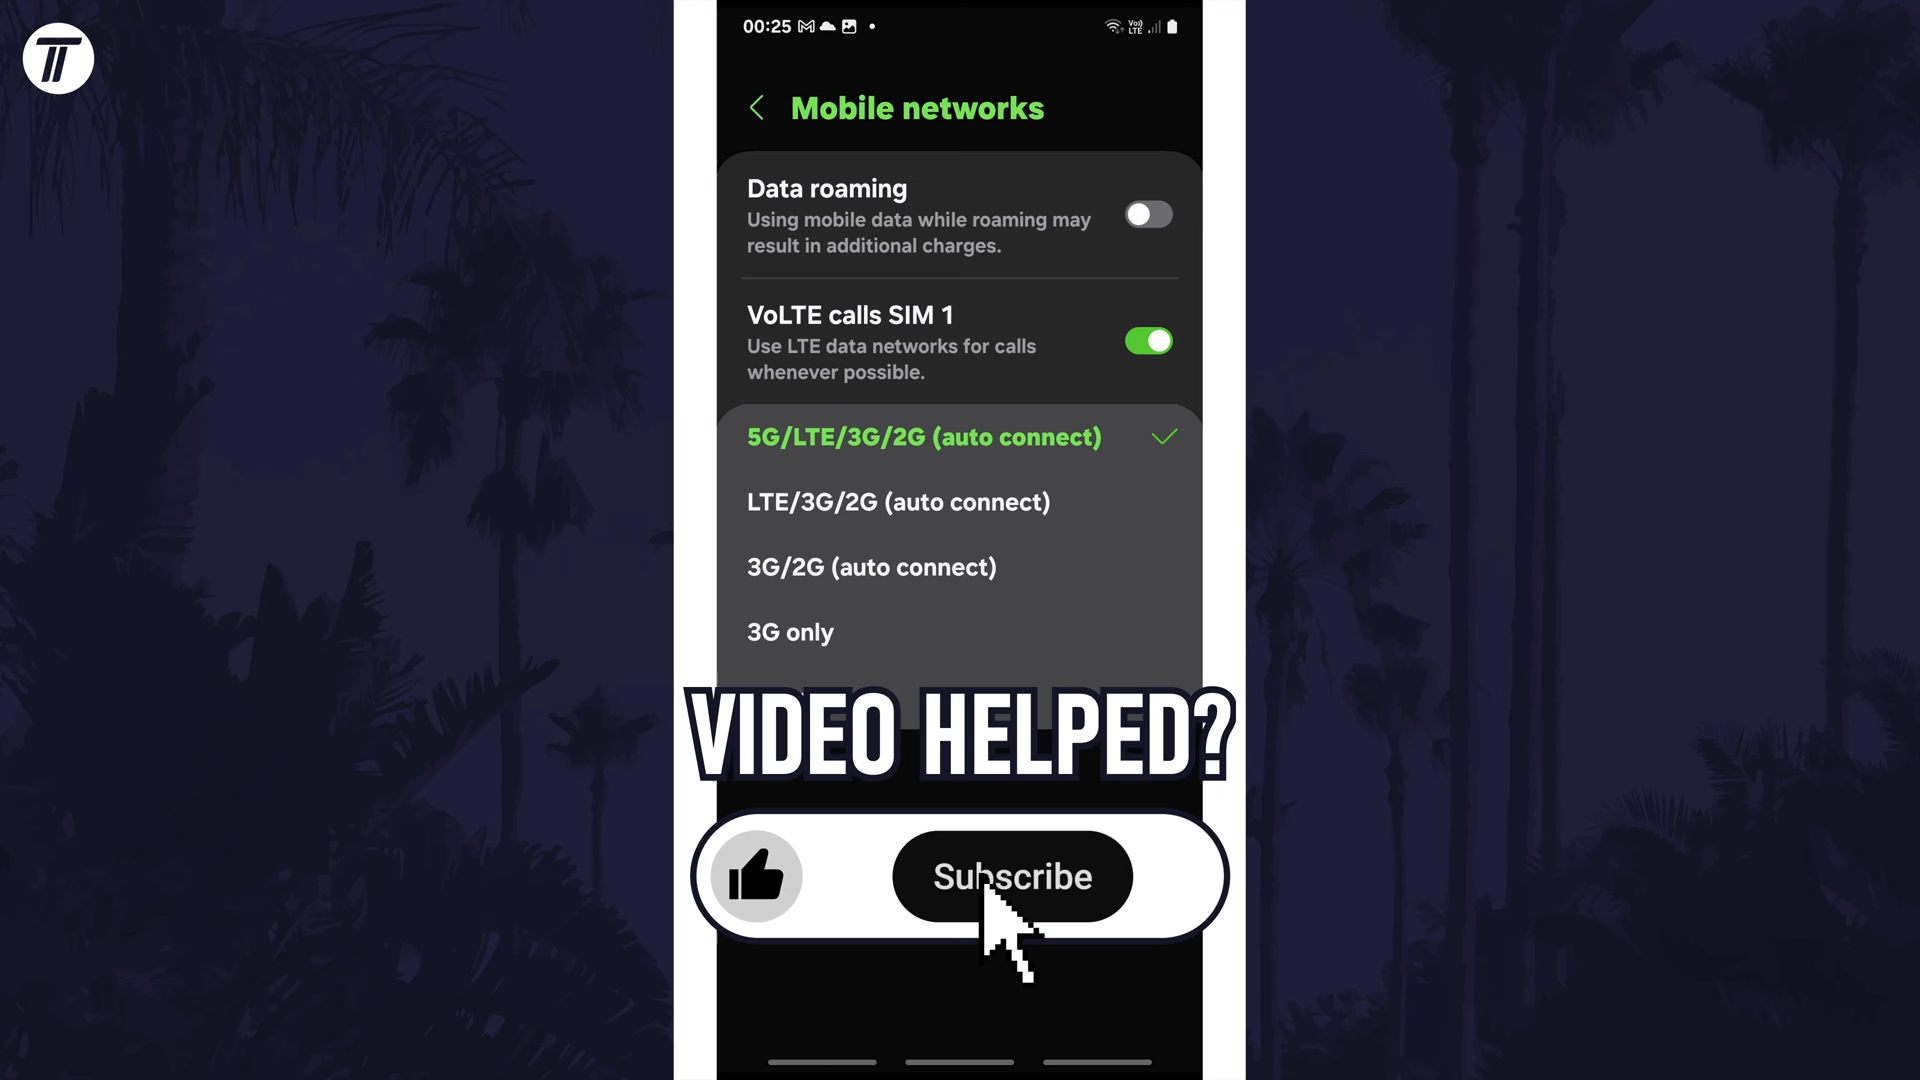 00:25
Vo)
LTE
Mobile networks
Data roaming
Using mobile data while roaming may
result in additional charges.
VoLTE calls SIM 1
Use LTE data networks for calls
whenever possible.
5G/LTE/3G/2G (auto connect)
LTE/3G/2G (auto connect)
3G/2G (auto connect)
3G only
VIDEO HELPED?
Subscribe